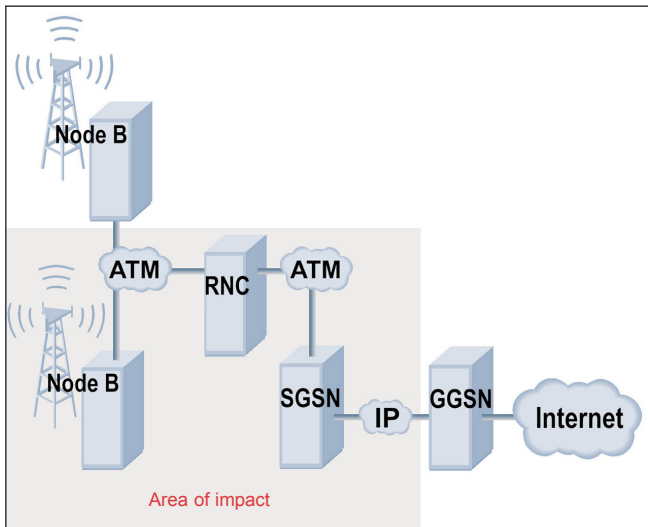 Node B
ATM
RNC
ATM
Node B
SGSN
IP
GGSN
Internet
Area of impact